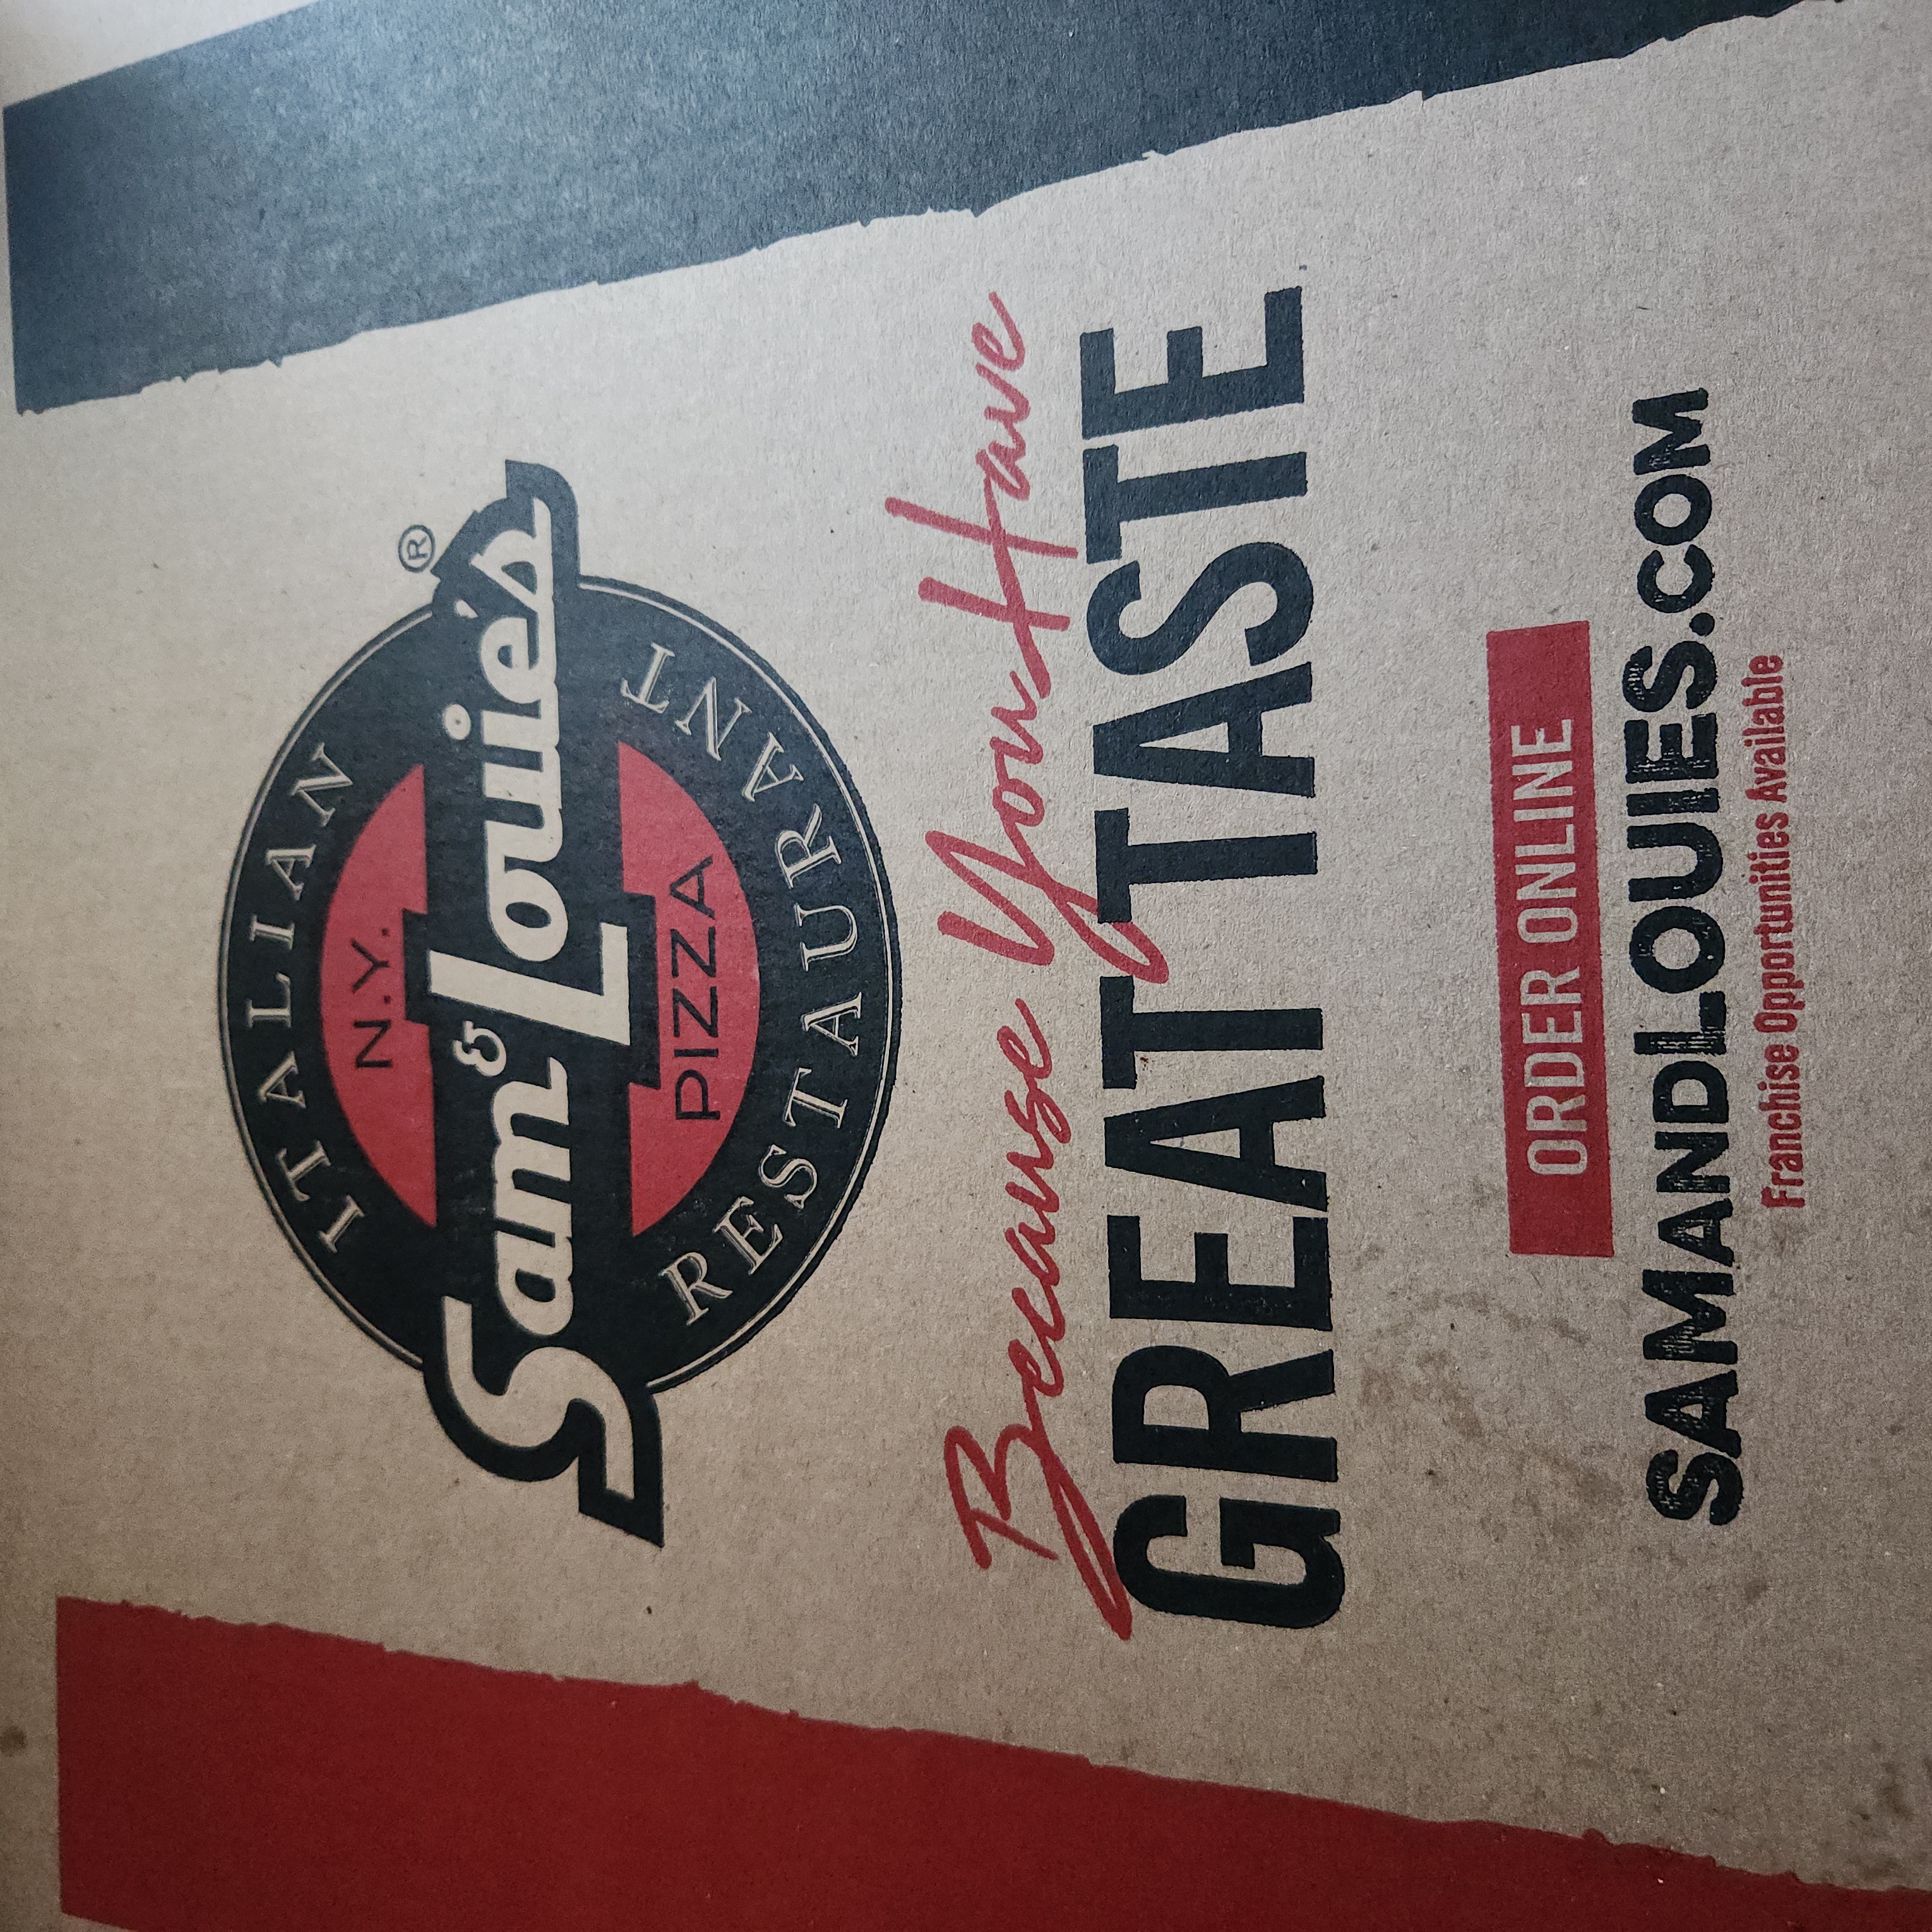 ITALIAN
N.Y.
Sam & Louie's®
PIZZA
RESTAURANT
Because You Have
GREAT TASTE
ORDER ONLINE
SAMANDLOUIES.COM
Franchise Opportunities Available